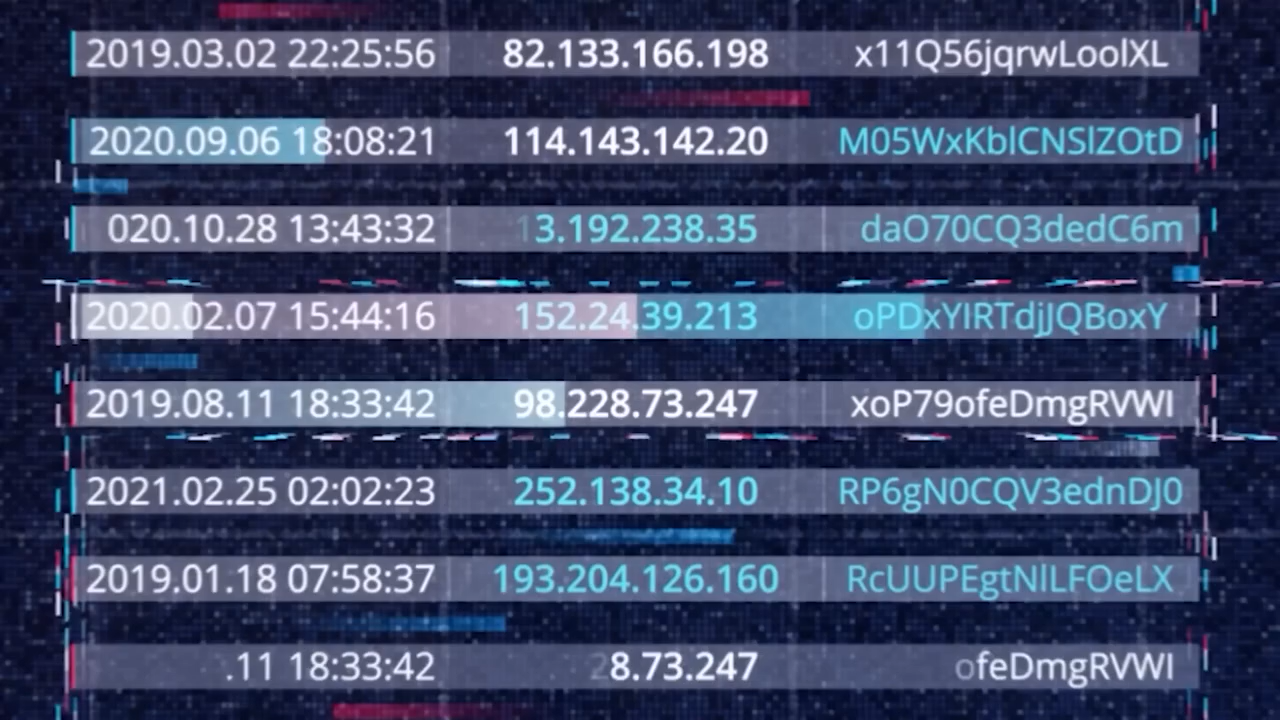 2019.03.02 22:25:56 82.133.166.198 x11Q56jqrwLoolXL
2020.09.06 18:08:21 114.143.142.20 M05WxKblCNSlZOtD
020.10.28 13:43:32 13.192.238.35 daO70CQ3dedC6m
2020.02.07 15:44:16 152.24.39.213 oPDxYIRTdjJJQBoxY
2019.08.11 18:33:42 98.228.73.247 xoP79ofeDmgRVWI
2021.02.25 02:02:23 252.138.34.10 RP6gN0CQV3ednDJ0
2019.01.18 07:58:37 193.204.126.160 RcUUPEgtNlLFOeLX
.11 18:33:42 28.73.247 ofeDmgRVWI